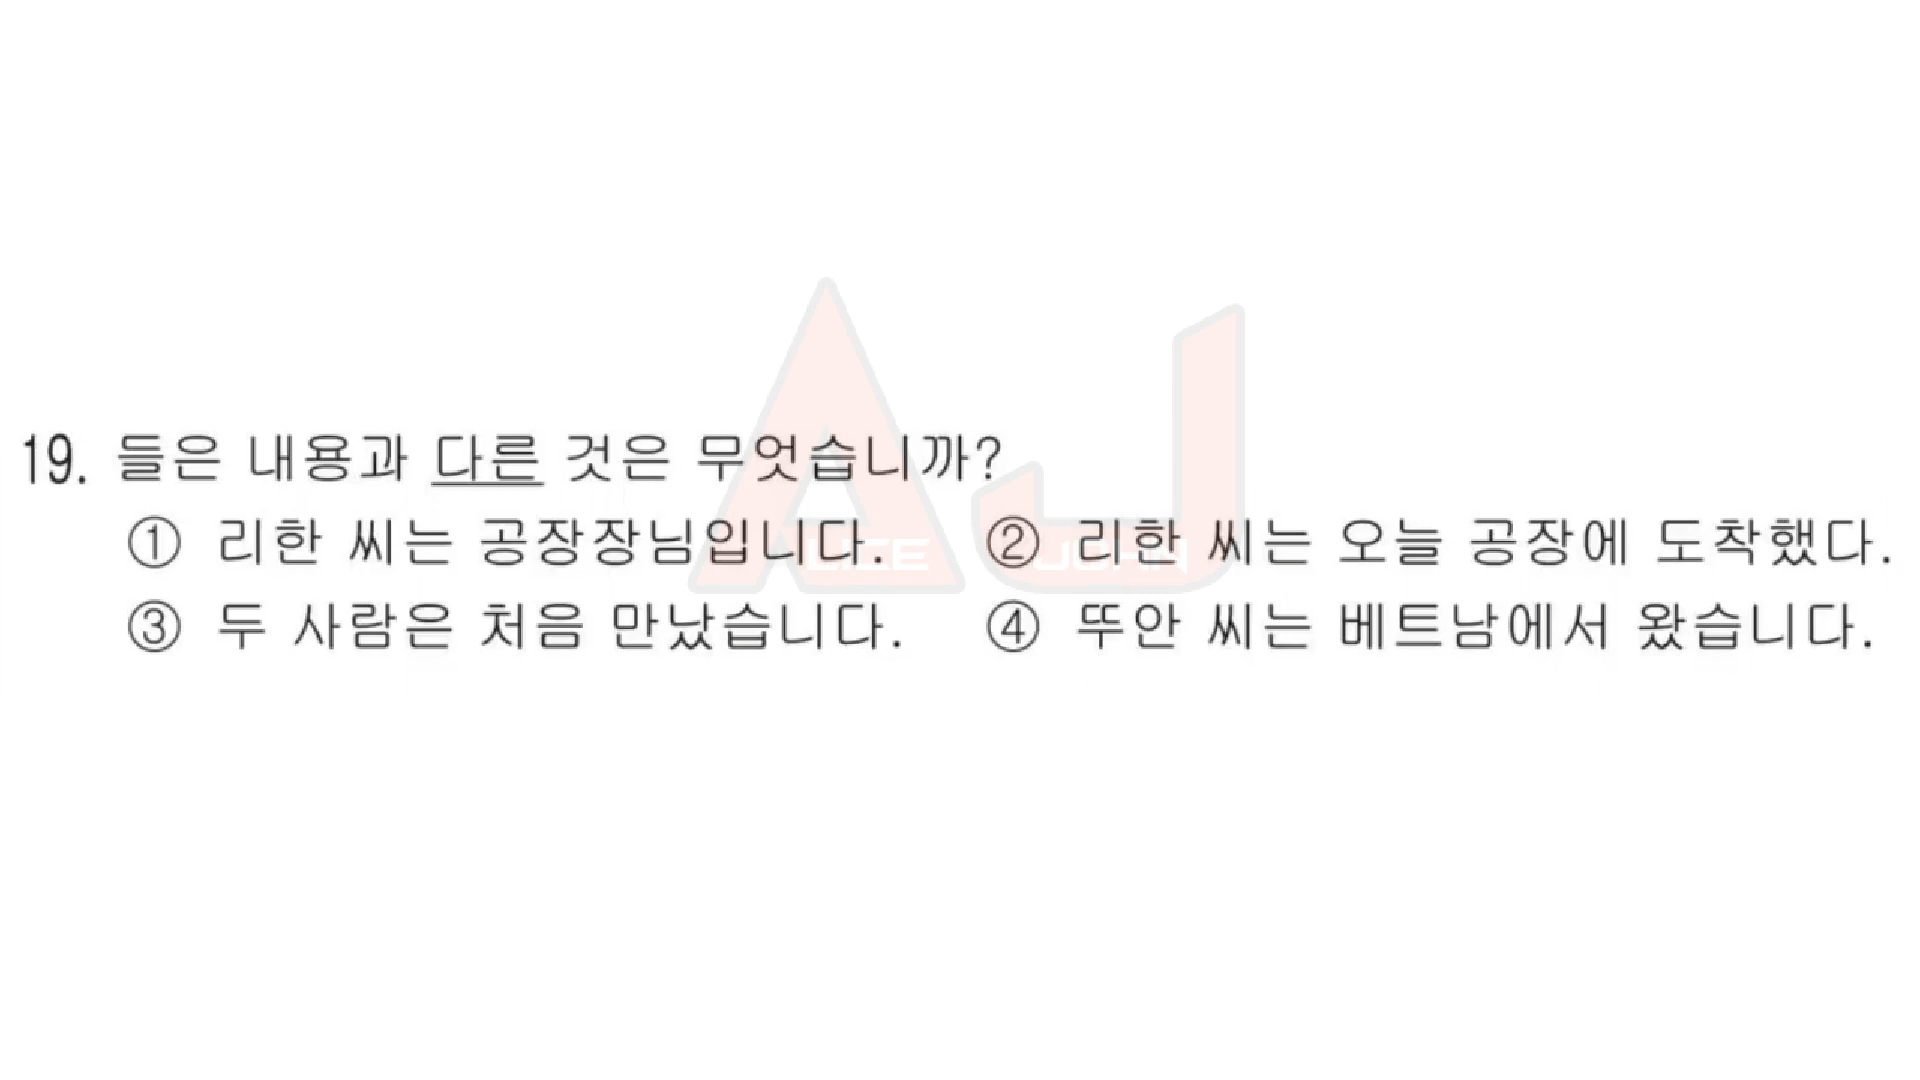 19. 들은 내용과 다른 것은 무엇습니까?
① 리한 씨는 공장장님입니다. ② 리한 씨는 오늘 공장에 도착했다.
③ 두 사람은 처음 만났습니다. ④ 뚜안 씨는 베트남에서 왔습니다.
AJ
ALICE JOHN